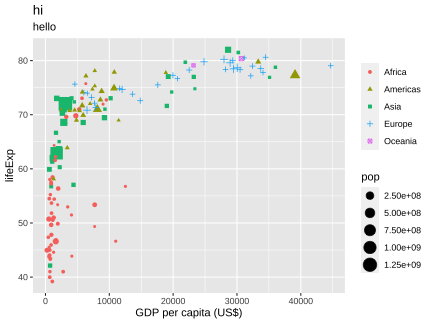 hi
hello
lifeExp
80
70
60
50
40
0
10000
20000
30000
40000
GDP per capita (US$)
Africa
Americas
Asia
Europe
Oceania
pop
2.50e+08
5.00e+08
7.50e+08
1.00e+09
1.25e+09